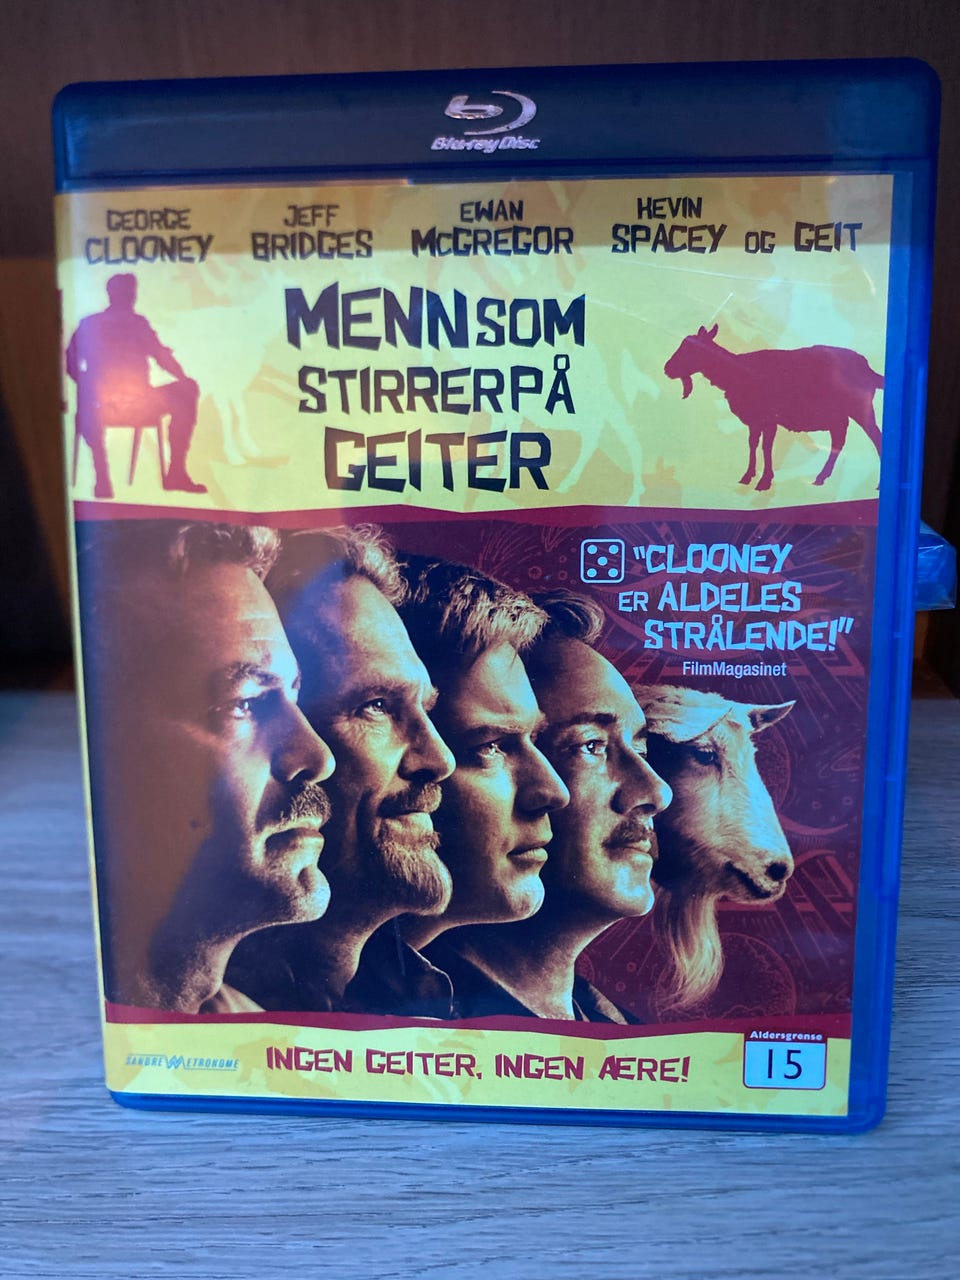 Blu-ray Disc
GEORGE CLOONEY
JEFF BRIDGES
EWAN McGREGOR
KEVIN SPACEY OG GEIT
MENN SOM
STIRRER PÅ
GEITER
"CLOONEY
ER ALDELES
STRÅLENDE!"
FilmMagasinet
SANDREW METRONOME
INGEN GEITER, INGEN ÆRE!
Aldersgrense
15